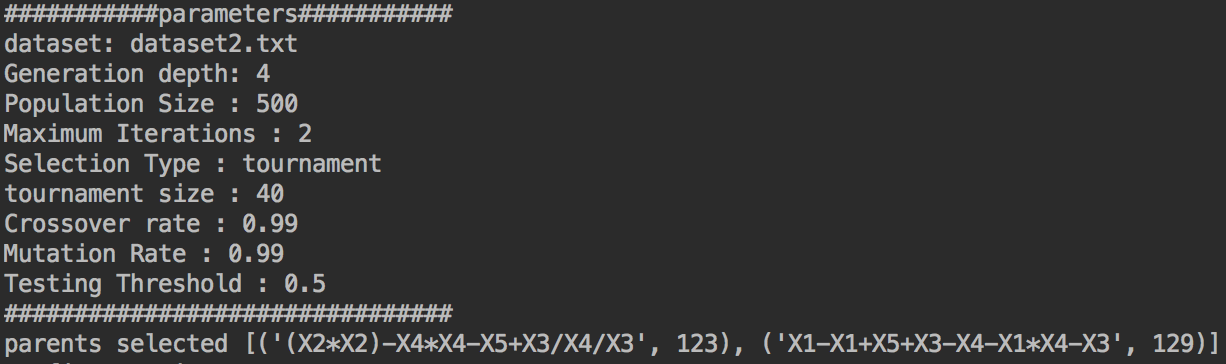 ###########parameters###########
dataset: dataset2.txt
Generation depth: 4
Population Size : 500
Maximum Iterations : 2
Selection Type : tournament
tournament size : 40
Crossover rate : 0.99
Mutation Rate : 0.99
Testing Threshold : 0.5
################################
parents selected [('(X2*X2)-X4*X4-X5+X3/X4/X3', 123), ('X1-X1+X5+X3-X4-X1*X4-X3', 129)]